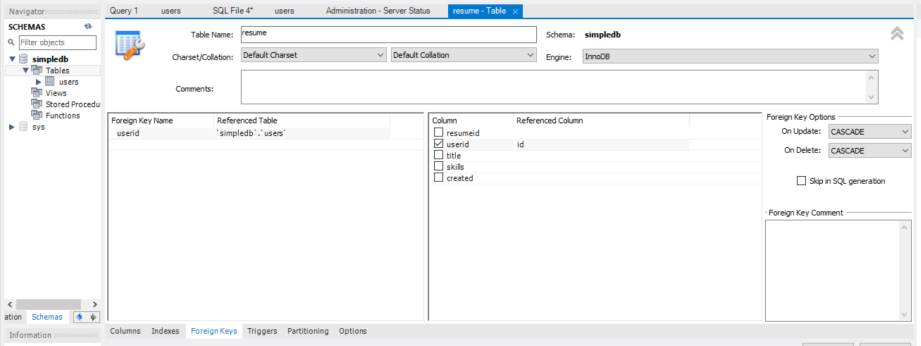 Navigator
Query 1 users SQL File 4* users Administration - Server Status resume - Table
SCHEMAS
Filter objects
simpledb
Tables
users
Views
Stored Procedu
Functions
sys
Table Name: resume Schema: simpledb
Charset/Collation: Default Charset Default Collation Engine: InnoDB
Comments:
Foreign Key Name Referenced Table
userid `simpledb`.`users`
Column Referenced Column
resumeid
userid id
title
skills
created
Foreign Key Options
On Update: CASCADE
On Delete: CASCADE
Skip in SQL generation
Foreign Key Comment
ation Schemas
Information
Columns Indexes Foreign Keys Triggers Partitioning Options